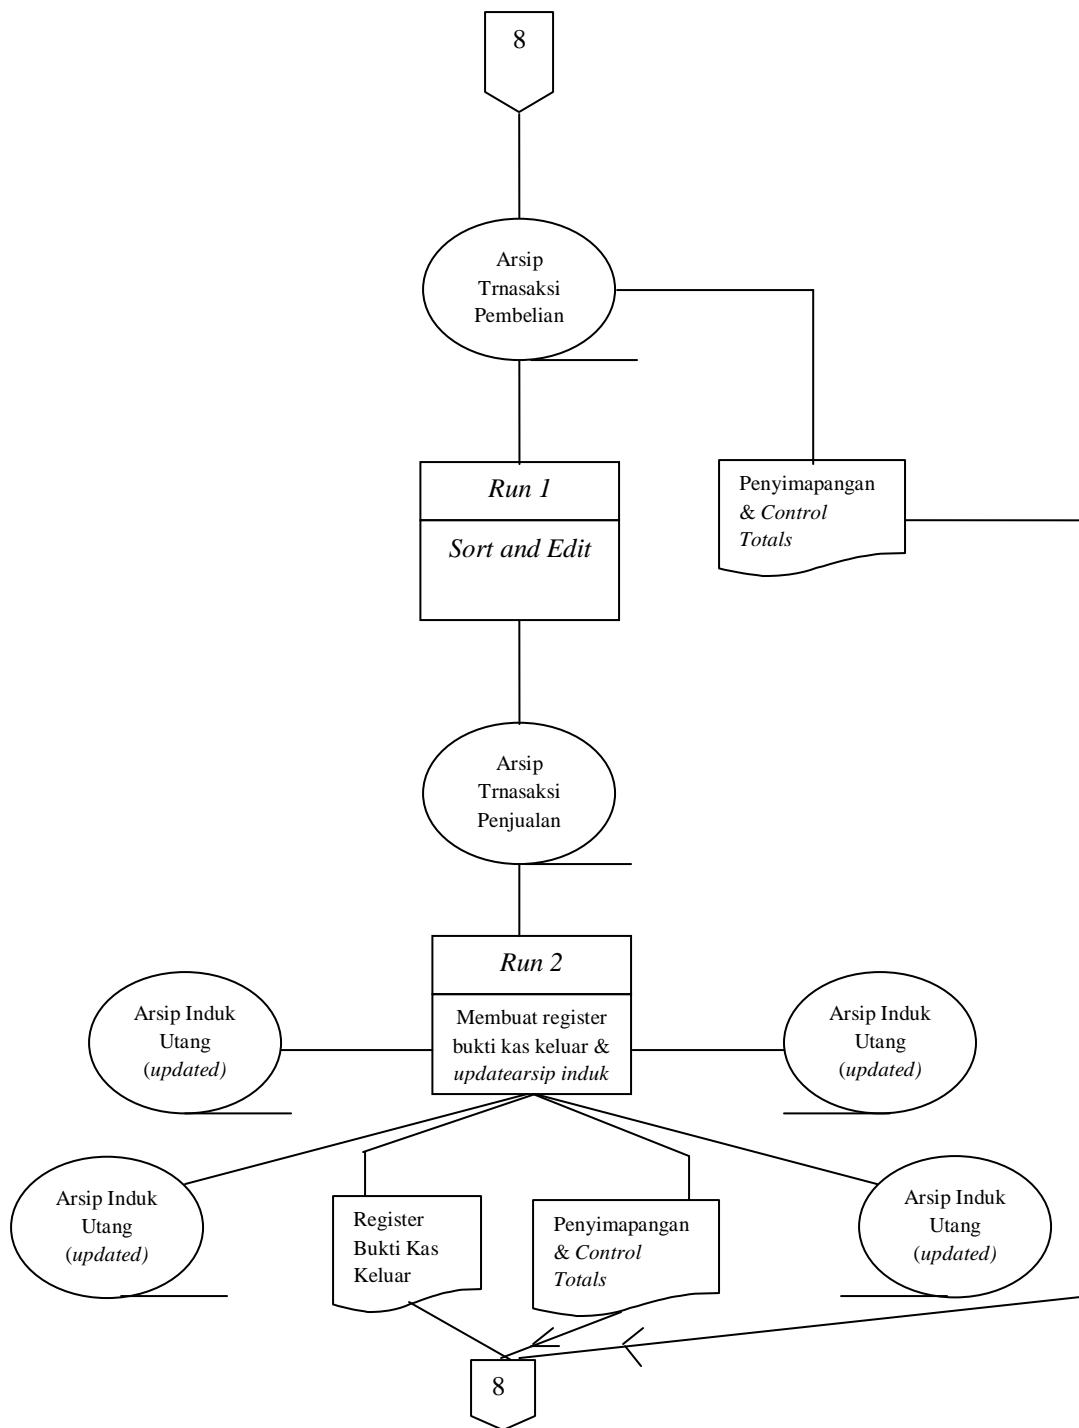 8
Arsip
Trnasaksi
Pembelian
Run 1
Sort and Edit
Penyimapangan
& Control
Totals
Arsip
Trnasaksi
Penjualan
Run 2
Membuat register
bukti kas keluar &
updatearsip induk
Arsip Induk
Utang
(updated)
Arsip Induk
Utang
(updated)
Arsip Induk
Utang
(updated)
Register
Bukti Kas
Keluar
Penyimapangan
& Control
Totals
Arsip Induk
Utang
(updated)
8